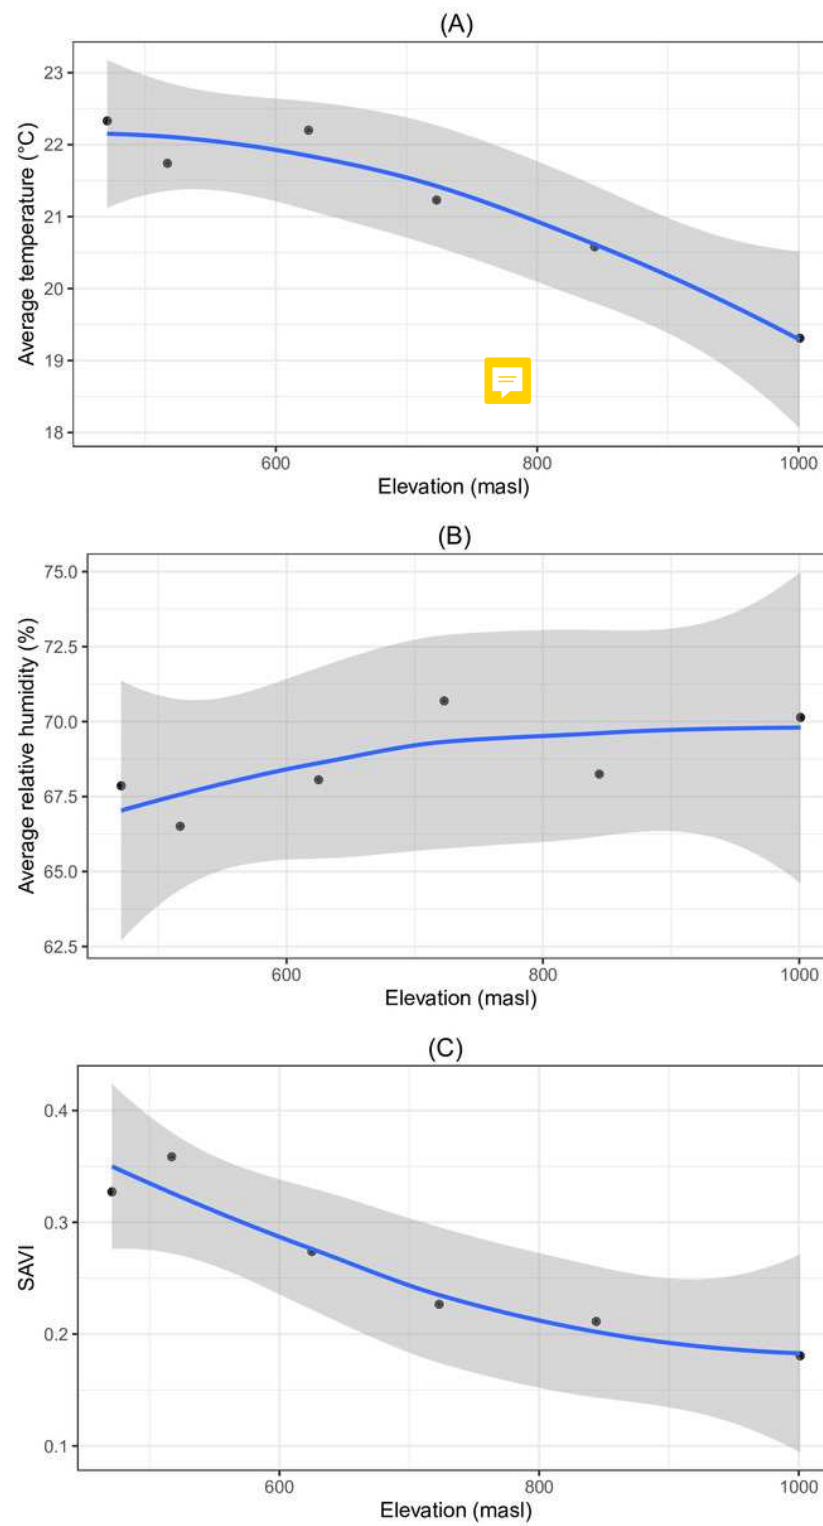 (A)
23
22
21
20
19
18
Average temperature (°C)
600 800 1000
Elevation (masl)
(B)
75.0
72.5
70.0
67.5
65.0
62.5
Average relative humidity (%)
600 800 1000
Elevation (masl)
(C)
0.4
0.3
0.2
0.1
SAVI
600 800 1000
Elevation (masl)